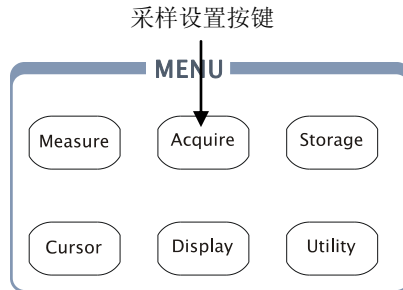 采样设置按键
MENU
Measure Acquire Storage
Cursor Display Utility